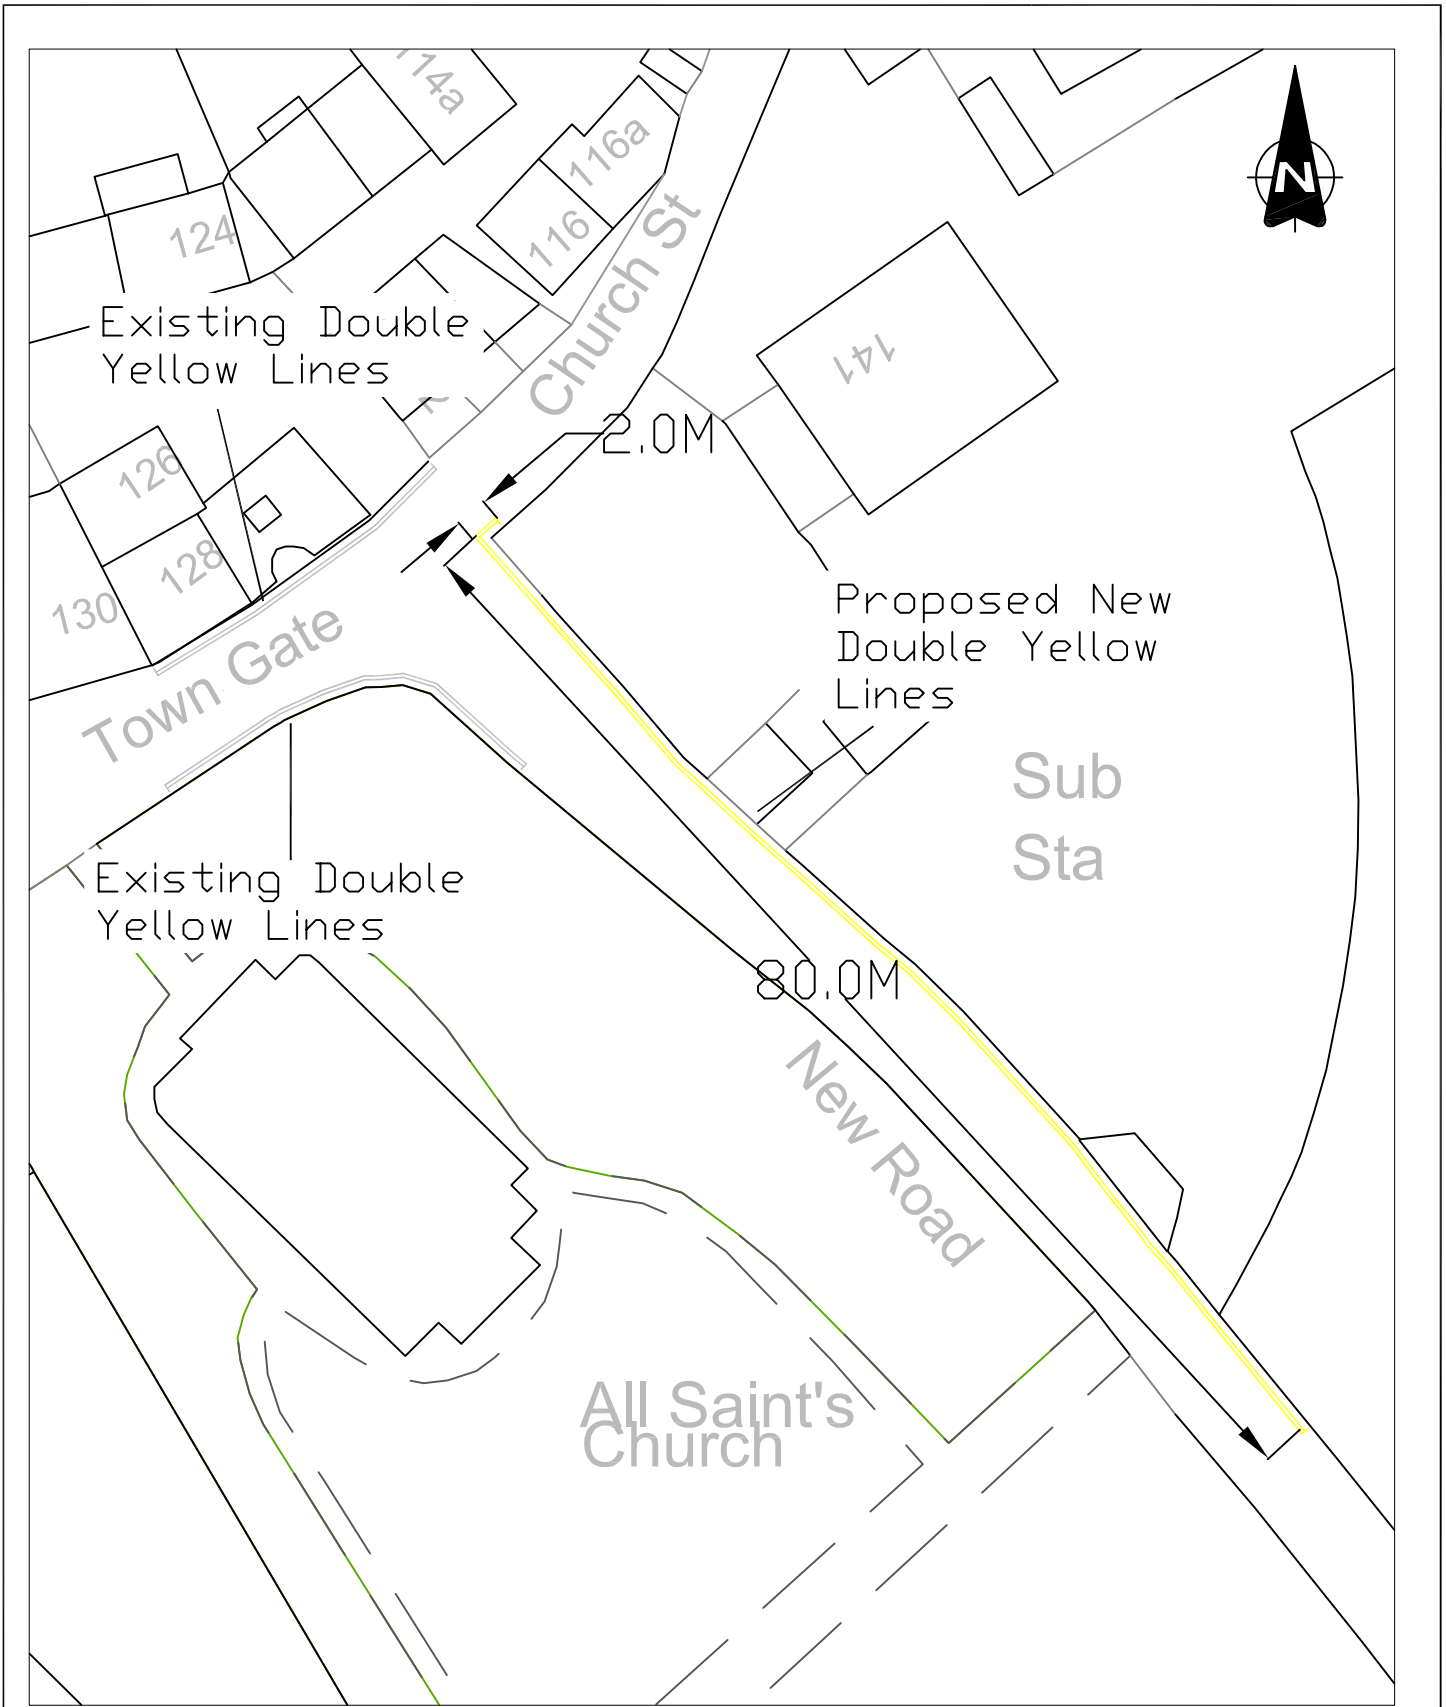 114a
116a
N
124
116
Church St
Existing Double
Yellow Lines
141
2.0M
126
128
130
Town Gate
Proposed New
Double Yellow
Lines
Sub
Sta
Existing Double
Yellow Lines
80.0M
New Road
All Saint's
Church